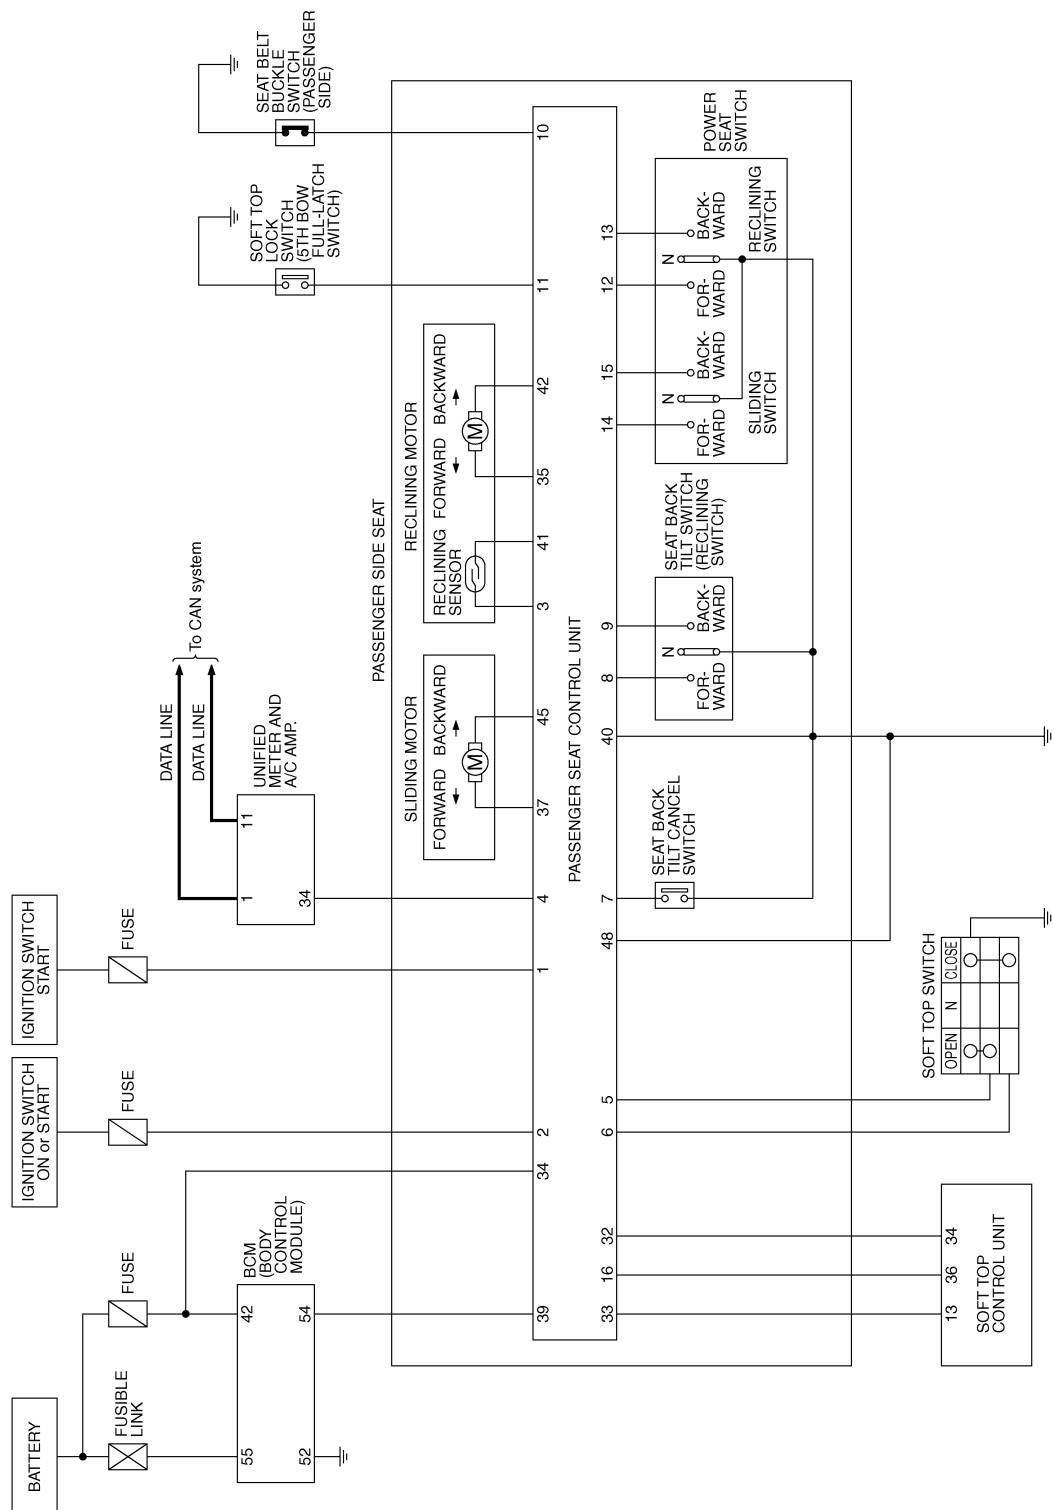 BATTERY
IGNITION SWITCH
ON or START
IGNITION SWITCH
START
FUSIBLE
LINK
FUSE
FUSE
FUSE
DATA LINE
DATA LINE
To CAN system
55
42
52
54
BCM
(BODY
CONTROL
MODULE)
1
11
34
UNIFIED
METER AND
A/C AMP.
SOFT TOP
LOCK
SWITCH
(5TH BOW
FULL-LATCH
SWITCH)
SEAT BELT
BUCKLE
SWITCH
(PASSENGER
SIDE)
PASSENGER SIDE SEAT
SLIDING MOTOR
FORWARD
BACKWARD
M
RECLINING MOTOR
RECLINING
SENSOR
FORWARD
BACKWARD
M
39
34
2
1
4
37
45
3
41
35
42
11
10
PASSENGER SEAT CONTROL UNIT
33
16
32
6
5
48
7
40
8
9
14
15
12
13
SEAT BACK
TILT CANCEL
SWITCH
SEAT BACK
TILT SWITCH
(RECLINING
SWITCH)
FOR-
WARD
N
BACK-
WARD
POWER
SEAT
SWITCH
FOR-
WARD
N
BACK-
WARD
SLIDING
SWITCH
FOR-
WARD
N
BACK-
WARD
RECLINING
SWITCH
SOFT TOP SWITCH
OPEN
N
CLOSE
13
36
34
SOFT TOP
CONTROL UNIT